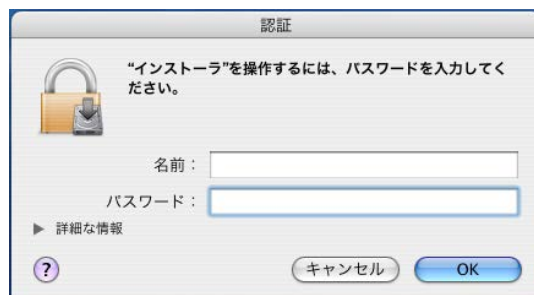 認証
“インストーラ”を操作するには、パスワードを入力してく
ださい。
名前：
パスワード：
詳細な情報
?
キャンセル
OK